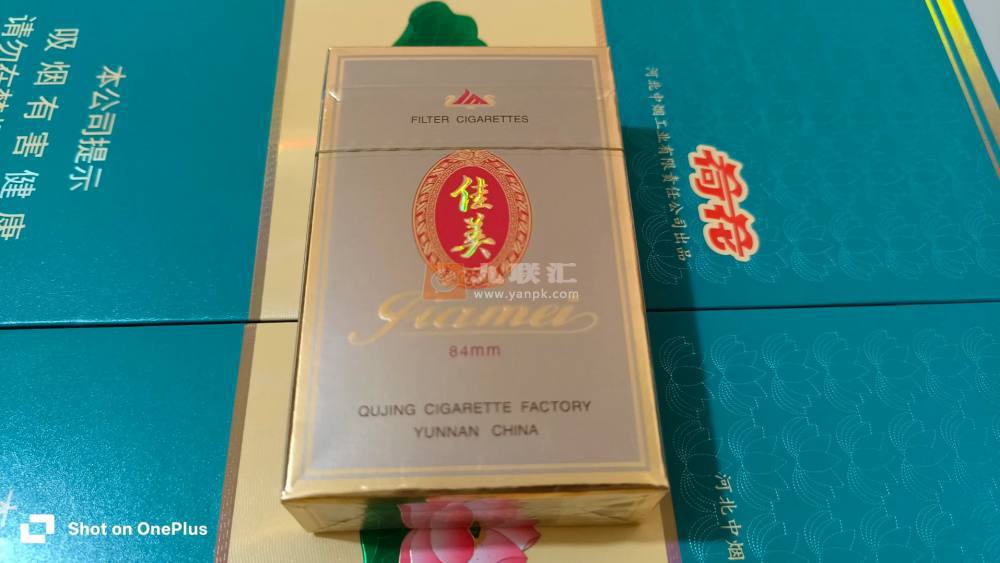 本公司提示
吸烟有害健康
请勿在禁
FILTER CIGARETTES
佳美
九联汇
www.yanpk.com
Jiamei
84mm
QUJING CIGARETTE FACTORY
YUNNAN CHINA
荷花
河北中烟工业有限责任公司出品
河北中烟
Shot on OnePlus